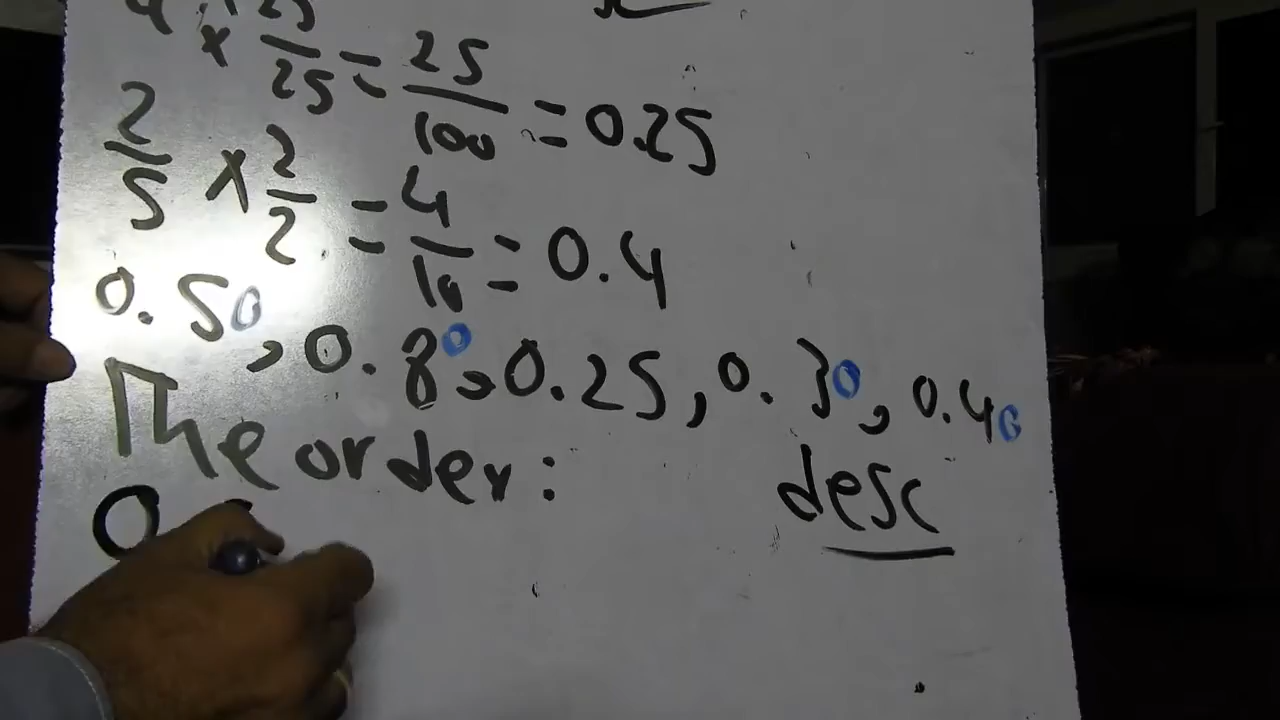 × 25/25 = 25/100 = 0.25
2/5 × 2/2 = 4/10 = 0.4
0.50, 0.80, 0.25, 0.30, 0.40
The order: desc
0